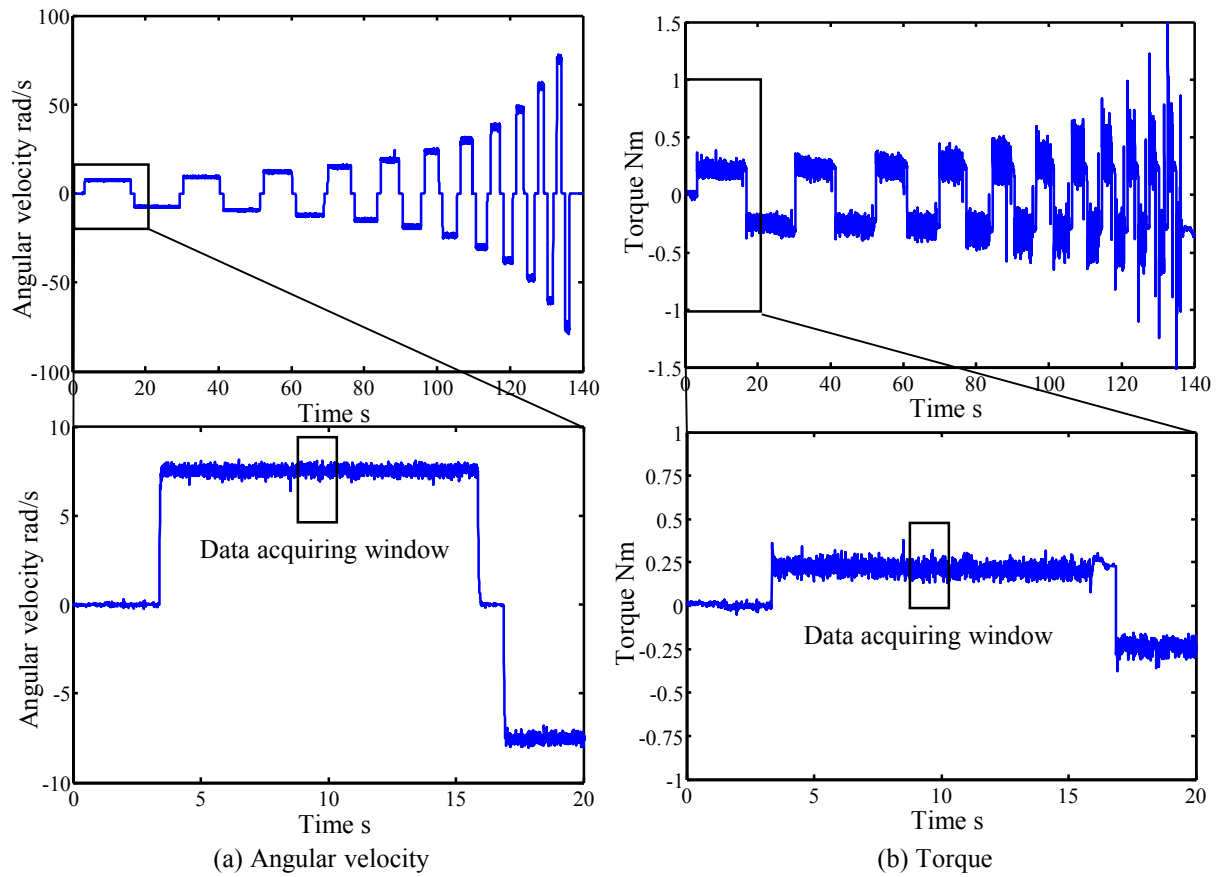 Angular velocity rad/s
100
50
0
-50
-100
0 20 40 60 80 100 120 140
Time s
Torque Nm
1.5
1
0.5
0
-0.5
-1
-1.5
0 20 40 60 80 100 120 140
Time s
Angular velocity rad/s
10
5
0
-5
-10
Data acquiring window
0 5 10 15 20
Time s
(a) Angular velocity
Torque Nm
1
0.75
0.5
0.25
0
-0.25
-0.5
-0.75
-1
Data acquiring window
0 5 10 15 20
Time s
(b) Torque